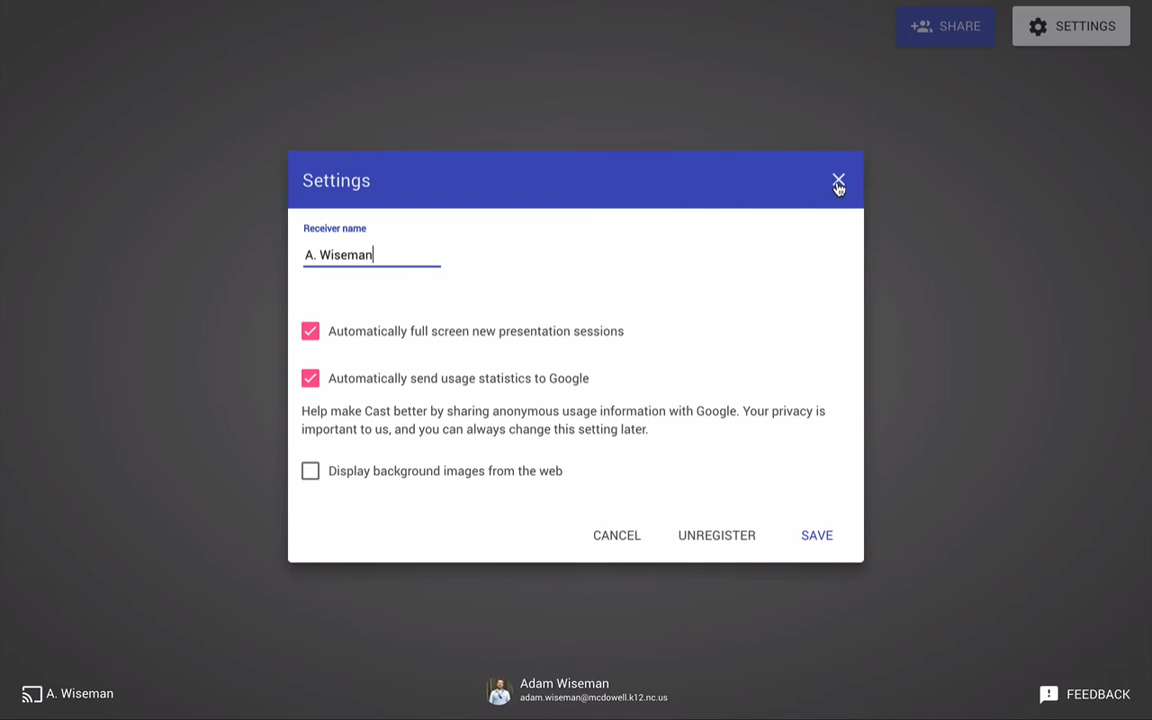 SHARE
SETTINGS
Settings
Receiver name
A. Wiseman
Automatically full screen new presentation sessions
Automatically send usage statistics to Google
Help make Cast better by sharing anonymous usage information with Google. Your privacy is
important to us, and you can always change this setting later.
Display background images from the web
CANCEL
UNREGISTER
SAVE
A. Wiseman
Adam Wiseman
adam.wiseman@mcdowell.k12.nc.us
FEEDBACK